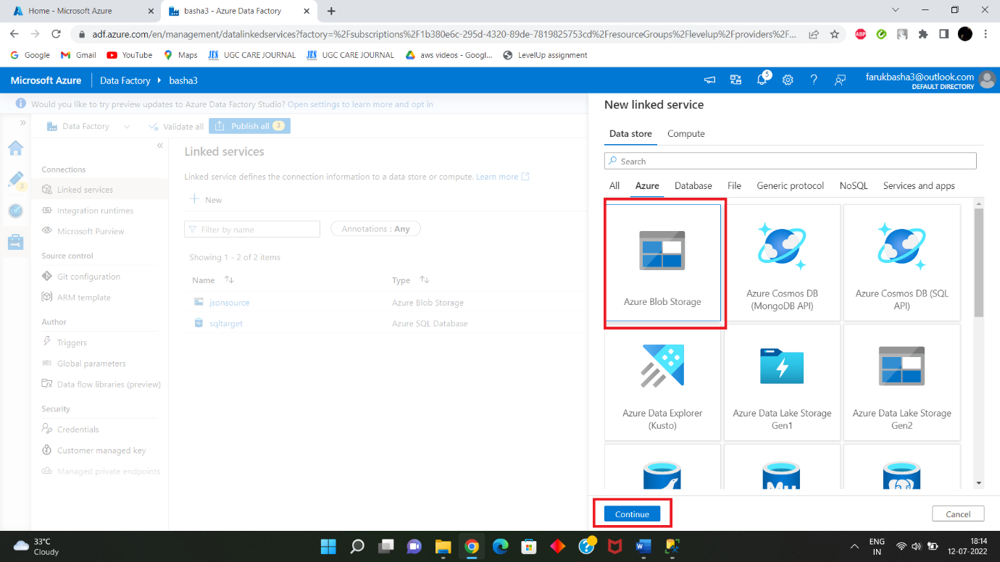 Home - Microsoft Azure
basha3 - Azure Data Factory
adf.azure.com/en/management/datalinkedservices?factory=%2Fsubscriptions%2F1b380e6c-295d-4320-89de-7819825753cd%2FresourceGroups%2Flevelup%2Fproviders%2F...
ABP
Google
Gmail
YouTube
Maps
JES UGC CARE JOURNAL
JES UGC CARE JOURNAL
aws videos - Googl...
LevelUp assignment
Microsoft Azure
Data Factory
basha3
5
farukbasha3@outlook.com
DEFAULT DIRECTORY
Would you like to try preview updates to Azure Data Factory Studio? Open settings to learn more and opt in
Data Factory
Validate all
Publish all 3
3
Connections
Linked services
Integration runtimes
Microsoft Purview
Source control
Git configuration
ARM template
Author
Triggers
Global parameters
Data flow libraries (preview)
Security
Credentials
Customer managed key
Managed private endpoints
Linked services
Linked service defines the connection information to a data store or compute. Learn more
New
Filter by name
Annotations : Any
Showing 1 - 2 of 2 items
Name
Type
jsonsource
Azure Blob Storage
sqltarget
Azure SQL Database
New linked service
Data store
Compute
Search
All
Azure
Database
File
Generic protocol
NoSQL
Services and apps
Azure Blob Storage
Azure Cosmos DB
(MongoDB API)
Azure Cosmos DB (SQL
API)
Azure Data Explorer
(Kusto)
Azure Data Lake Storage
Gen1
Azure Data Lake Storage
Gen2
My
Continue
Cancel
33°C
Cloudy
ENG
IN
18:14
12-07-2022